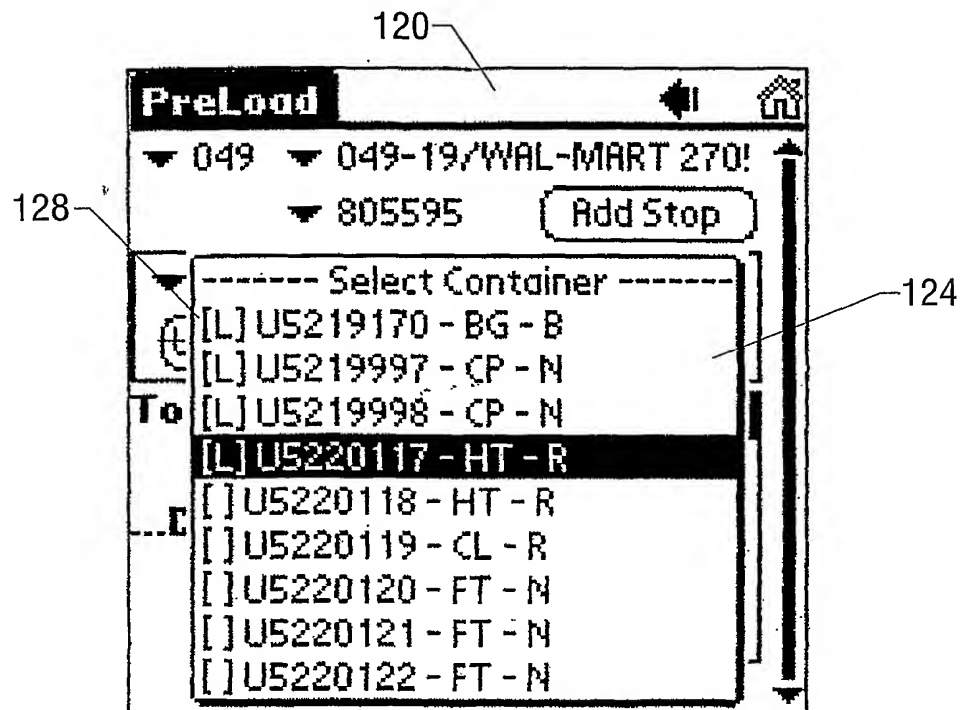 120
PreLoad
049 049-19/WAL-MART 270!
128
805595 Add Stop
------- Select Container -------
124
[L] U5219170 - BG - B
[L] U5219997 - CP - N
To
[L] U5219998 - CP - N
[L] U5220117 - HT - R
[ ] U5220118 - HT - R
[ ] U5220119 - CL - R
[ ] U5220120 - FT - N
[ ] U5220121 - FT - N
[ ] U5220122 - FT - N